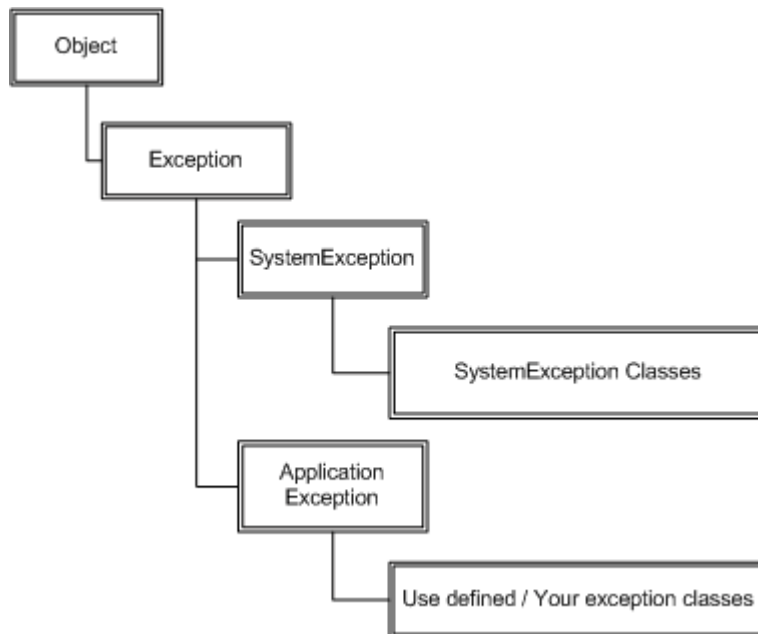 Object
Exception
SystemException
SystemException Classes
Application
Exception
Use defined / Your exception classes